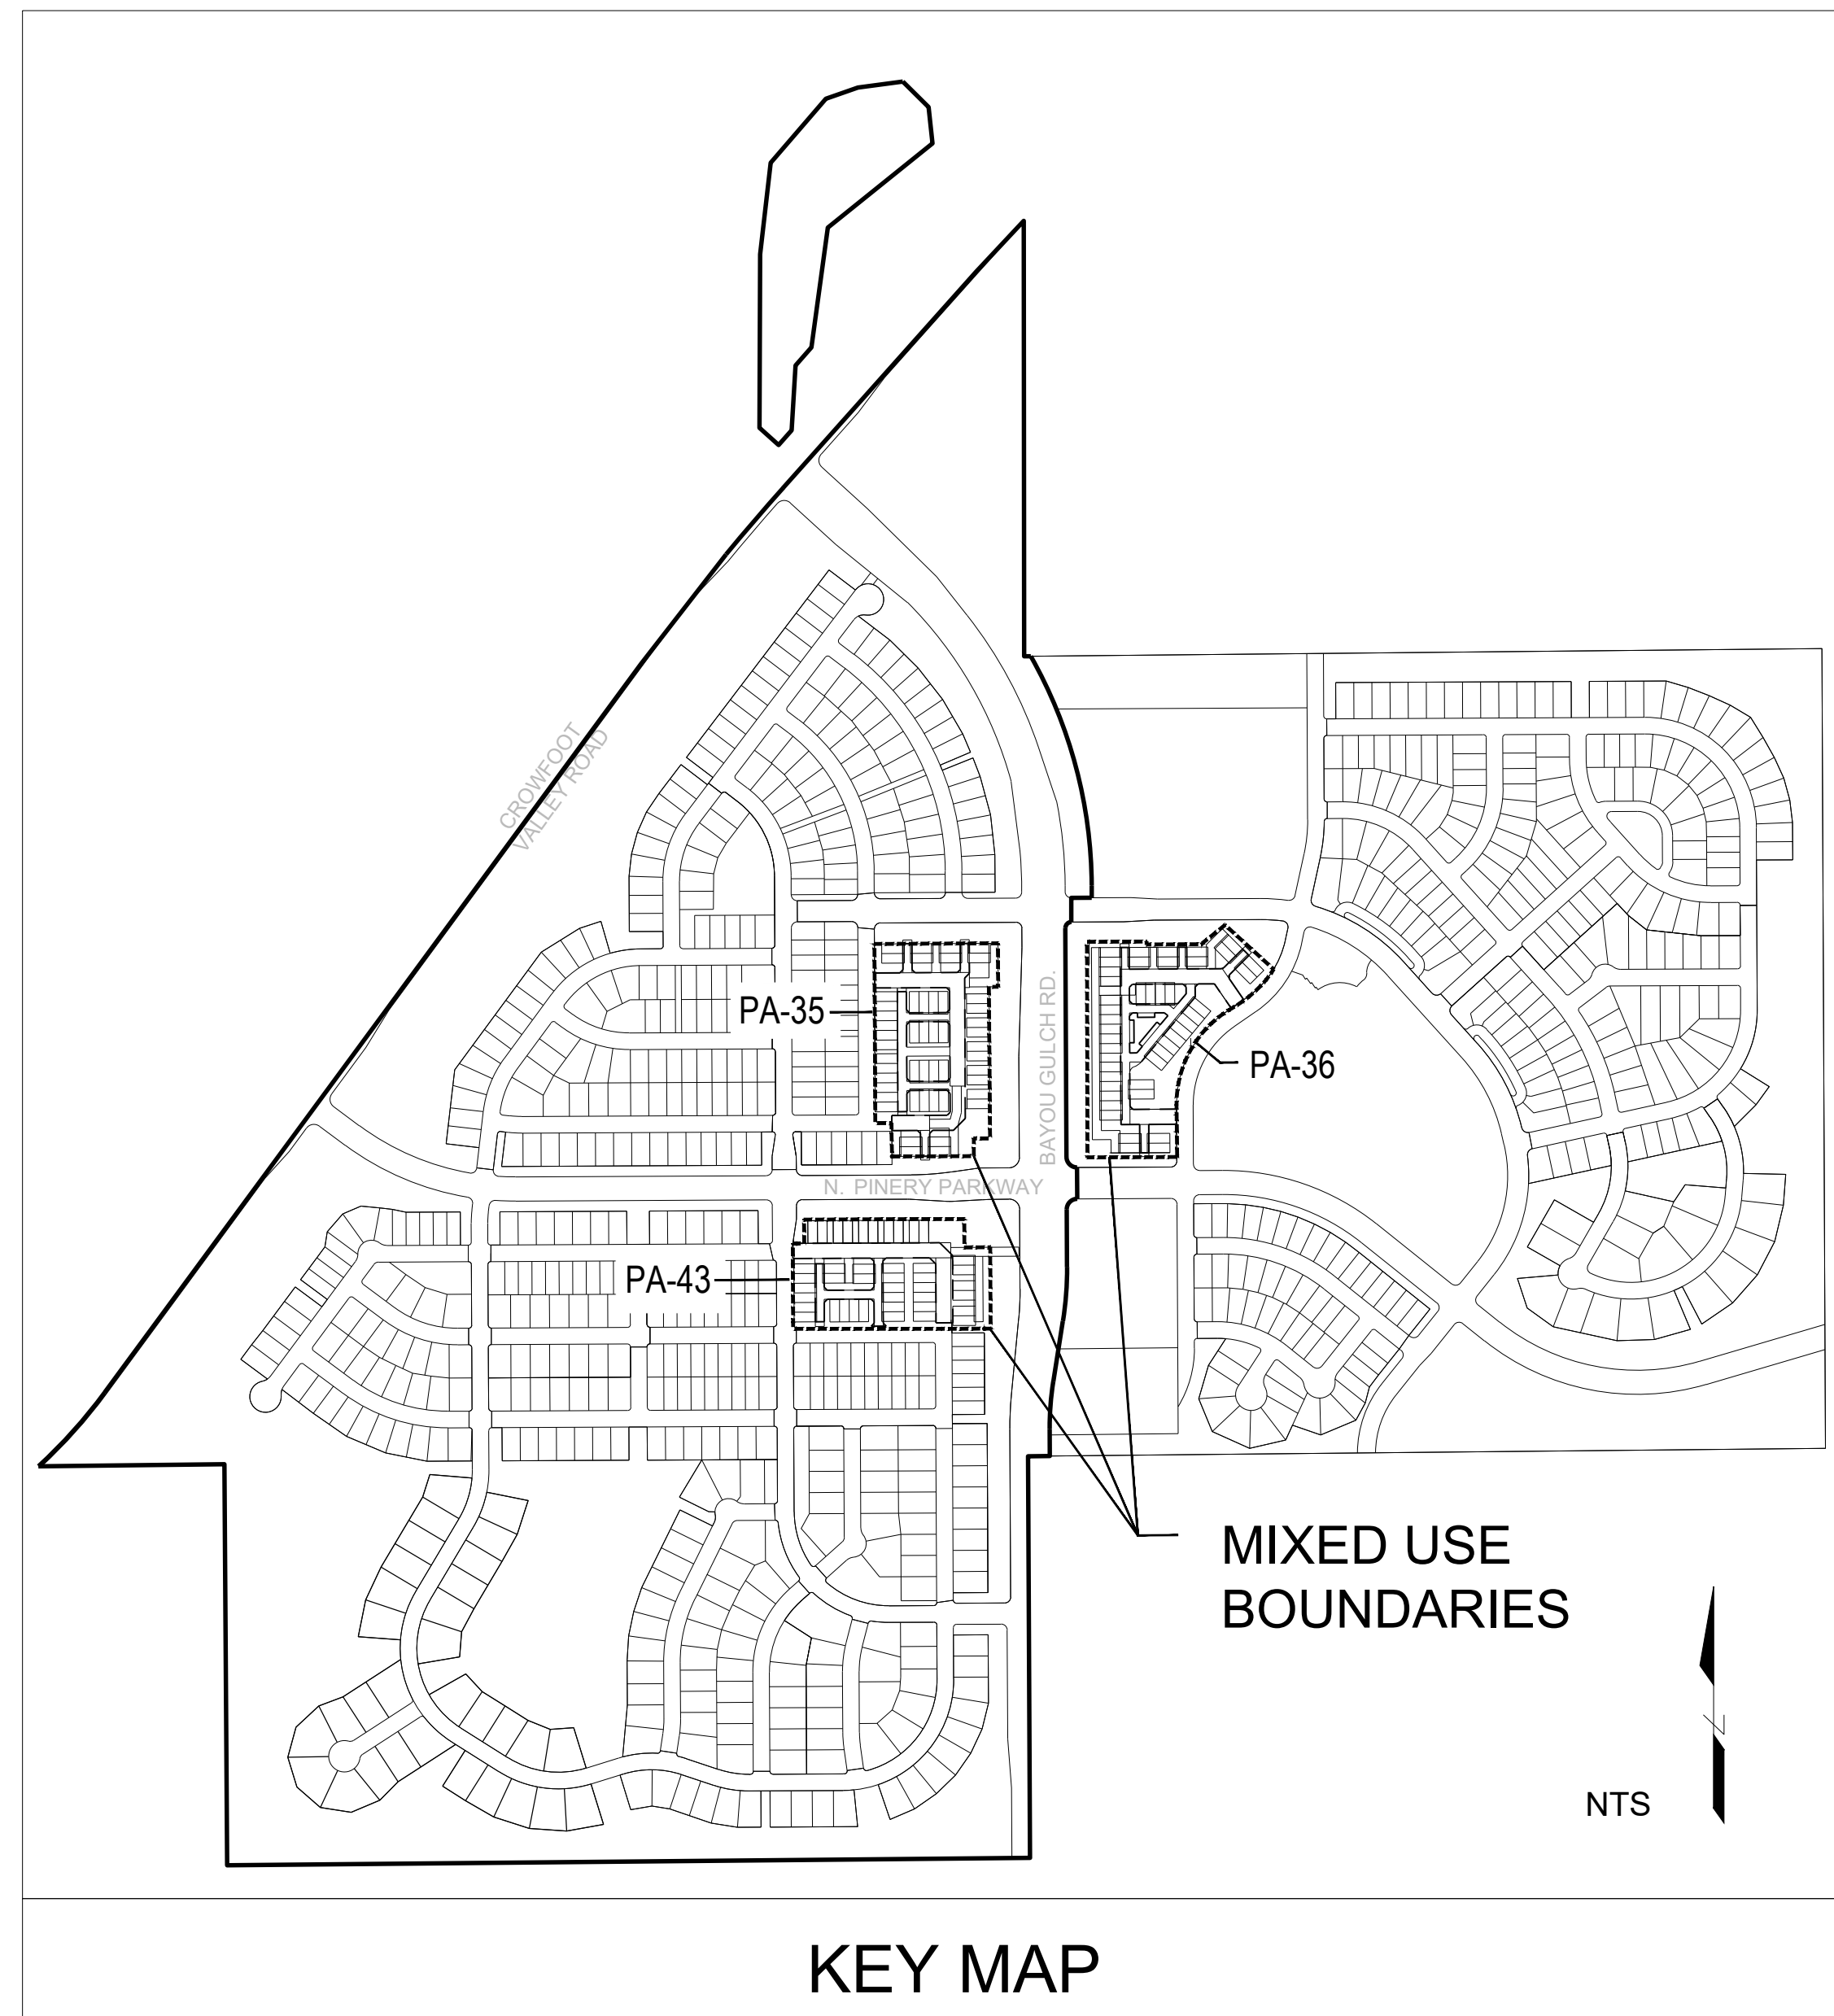 CROWFOOT
VALLEY ROAD
BAYOU GULCH RD.
PA-35
PA-36
N. PINERY PARKWAY
PA-43
MIXED USE
BOUNDARIES
NTS
KEY MAP